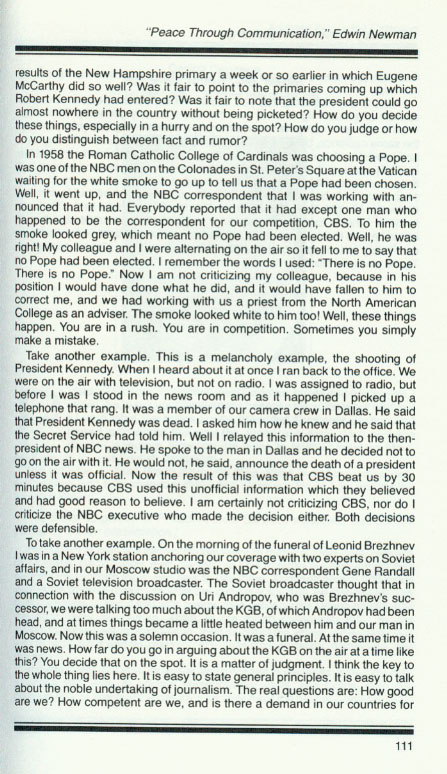 "Peace Through Communication," Edwin Newman
results of the New Hampshire primary a week or so earlier in which Eugene
McCarthy did so well? Was it fair to point to the primaries coming up which
Robert Kennedy had entered? Was it fair to note that the president could go
almost nowhere in the country without being picketed? How do you decide
these things, especially in a hurry and on the spot? How do you judge or how
do you distinguish between fact and rumor?
In 1958 the Roman Catholic College of Cardinals was choosing a Pope. I
was one of the NBC men on the Colonades in St. Peter's Square at the Vatican
waiting for the white smoke to go up to tell us that a Pope had been chosen.
Well, it went up, and the NBC correspondent that I was working with an-
nounced that it had. Everybody reported that it had except one man who
happened to be the correspondent for our competition, CBS. To him the
smoke looked grey, which meant no Pope had been elected. Well, he was
right! My colleague and I were alternating on the air so it fell to me to say that
no Pope had been elected. I remember the words I used: "There is no Pope.
There is no Pope." Now I am not criticizing my colleague, because in his
position I would have done what he did, and it would have fallen to him to
correct me, and we had working with us a priest from the North American
College as an adviser. The smoke looked white to him too! Well, these things
happen. You are in a rush. You are in competition. Sometimes you simply
make a mistake.
Take another example. This is a melancholy example, the shooting of
President Kennedy. When I heard about it at once I ran back to the office. We
were on the air with television, but not on radio. I was assigned to radio, but
before I was I stood in the news room and as it happened I picked up a
telephone that rang. It was a member of our camera crew in Dallas. He said
that President Kennedy was dead. I asked him how he knew and he said that
the Secret Service had told him. Well I relayed this information to the then-
president of NBC news. He spoke to the man in Dallas and he decided not to
go on the air with it. He would not, he said, announce the death of a president
unless it was official. Now the result of this was that CBS beat us by 30
minutes because CBS used this unofficial information which they believed
and had good reason to believe. I am certainly not criticizing CBS, nor do I
criticize the NBC executive who made the decision either. Both decisions
were defensible.
To take another example. On the morning of the funeral of Leonid Brezhnev
I was in a New York station anchoring our coverage with two experts on Soviet
affairs, and in our Moscow studio was the NBC correspondent Gene Randall
and a Soviet television broadcaster. The Soviet broadcaster thought that in
connection with the discussion on Uri Andropov, who was Brezhnev's suc-
cessor, we were talking too much about the KGB, of which Andropov had been
head, and at times things became a little heated between him and our man in
Moscow. Now this was a solemn occasion. It was a funeral. At the same time it
was news. How far do you go in arguing about the KGB on the air at a time like
this? You decide that on the spot. It is a matter of judgment. I think the key to
the whole thing lies here. It is easy to state general principles. It is easy to talk
about the noble undertaking of journalism. The real questions are: How good
are we? How competent are we, and is there a demand in our countries for
111